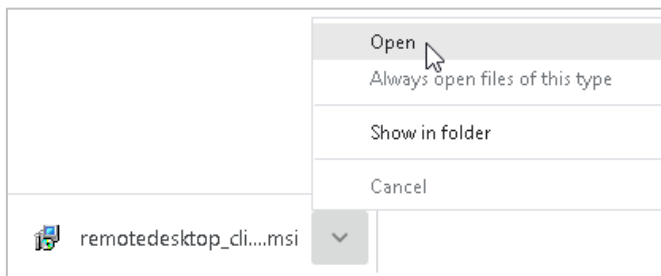 Open
Always open files of this type
Show in folder
Cancel
remotedesktop_cli....msi